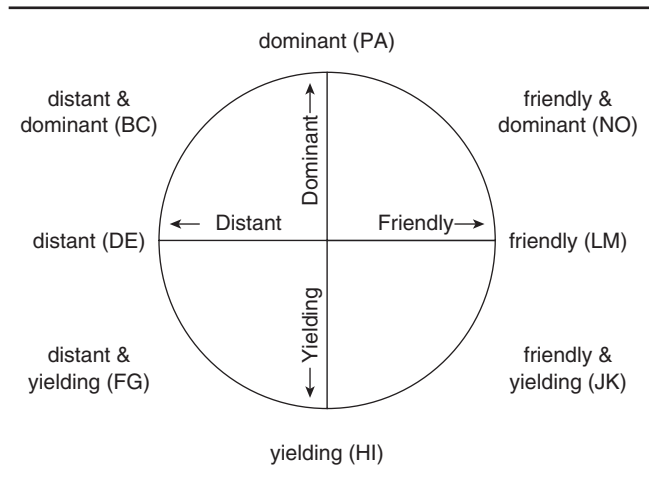 dominant (PA)
distant &
dominant (BC)
friendly &
dominant (NO)
Dominant
Distant
Friendly
distant (DE)
friendly (LM)
Yielding
distant &
yielding (FG)
friendly &
yielding (JK)
yielding (HI)